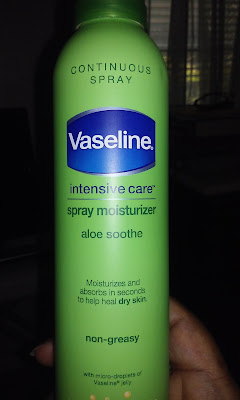 CONTINUOUS
SPRAY
Vaseline®
intensive care™
spray moisturizer
aloe soothe
Moisturizes and
absorbs in seconds
to help heal dry skin.
non-greasy
with micro-droplets of
Vaseline® jelly